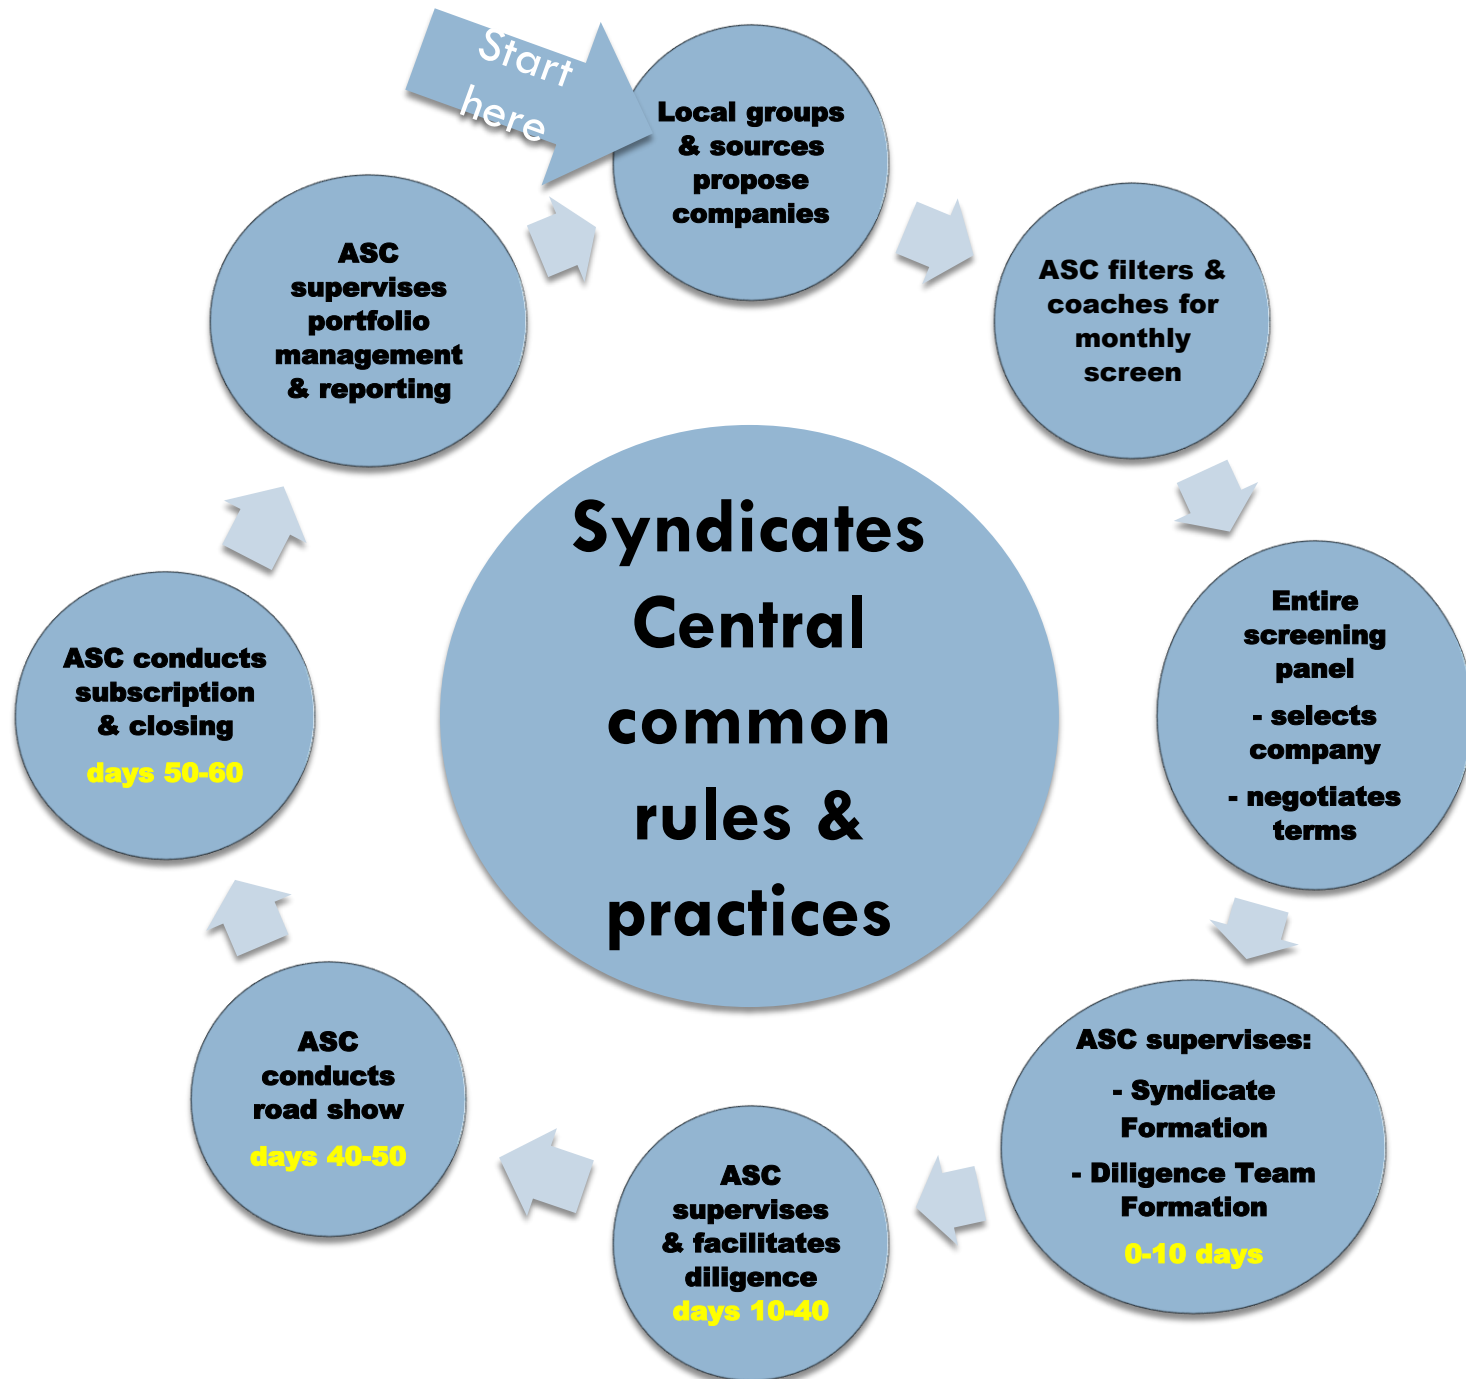 Start
here
Local groups
& sources
propose
companies
ASC filters &
coaches for
monthly
screen
Entire
screening
panel
- selects
company
- negotiates
terms
ASC supervises:
- Syndicate
Formation
- Diligence Team
Formation
0-10 days
ASC
supervises
& facilitates
diligence
days 10-40
ASC
conducts
road show
days 40-50
ASC conducts
subscription
& closing
days 50-60
ASC
supervises
portfolio
management
& reporting
Syndicates
Central
common
rules &
practices